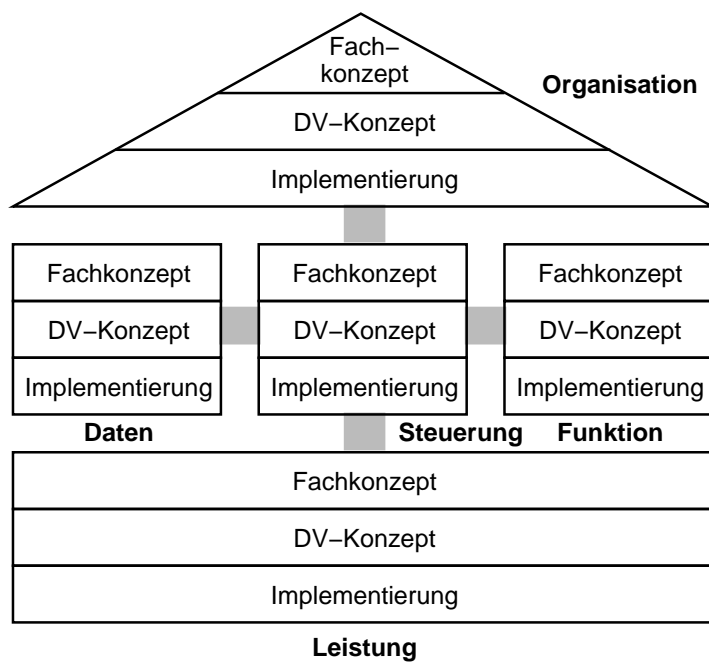 Fach–
konzept
Organisation
DV–Konzept
Implementierung
Fachkonzept Fachkonzept Fachkonzept
DV–Konzept DV–Konzept DV–Konzept
Implementierung Implementierung Implementierung
Daten Steuerung Funktion
Fachkonzept
DV–Konzept
Implementierung
Leistung